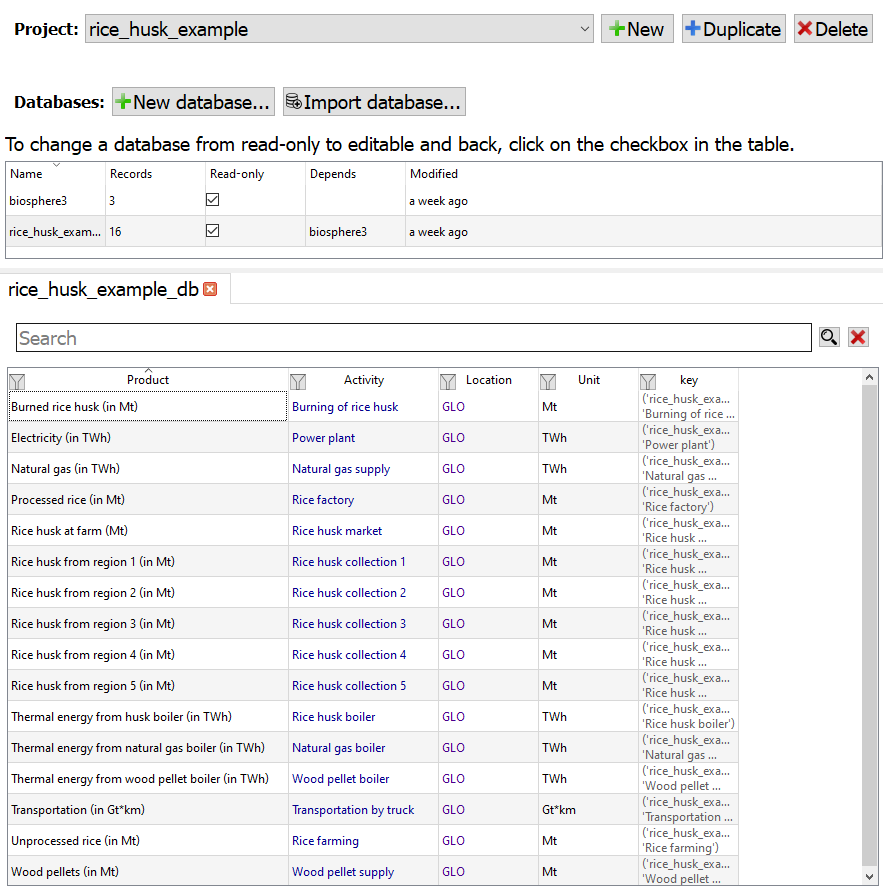 Project: rice_husk_example New Duplicate Delete
Databases: New database... Import database...
To change a database from read-only to editable and back, click on the checkbox in the table.
Name Records Read-only Depends Modified
biosphere3 3 a week ago
rice_husk_exam... 16 biosphere3 a week ago
rice_husk_example_db
Search
Product Activity Location Unit key
Burned rice husk (in Mt) Burning of rice husk GLO Mt ('rice_husk_exa...
'Burning of rice ...
Electricity (in TWh) Power plant GLO TWh ('rice_husk_exa...
'Power plant')
Natural gas (in TWh) Natural gas supply GLO TWh ('rice_husk_exa...
'Natural gas ...
Processed rice (in Mt) Rice factory GLO Mt ('rice_husk_exa...
'Rice factory')
Rice husk at farm (Mt) Rice husk market GLO Mt ('rice_husk_exa...
'Rice husk ...
Rice husk from region 1 (in Mt) Rice husk collection 1 GLO Mt ('rice_husk_exa...
'Rice husk ...
Rice husk from region 2 (in Mt) Rice husk collection 2 GLO Mt ('rice_husk_exa...
'Rice husk ...
Rice husk from region 3 (in Mt) Rice husk collection 3 GLO Mt ('rice_husk_exa...
'Rice husk ...
Rice husk from region 4 (in Mt) Rice husk collection 4 GLO Mt ('rice_husk_exa...
'Rice husk ...
Rice husk from region 5 (in Mt) Rice husk collection 5 GLO Mt ('rice_husk_exa...
'Rice husk ...
Thermal energy from husk boiler (in TWh) Rice husk boiler GLO TWh ('rice_husk_exa...
'Rice husk boiler')
Thermal energy from natural gas boiler (in TWh) Natural gas boiler GLO TWh ('rice_husk_exa...
'Natural gas ...
Thermal energy from wood pellet boiler (in TWh) Wood pellet boiler GLO TWh ('rice_husk_exa...
'Wood pellet ...
Transportation (in Gt*km) Transportation by truck GLO Gt*km ('rice_husk_exa...
'Transportation ...
Unprocessed rice (in Mt) Rice farming GLO Mt ('rice_husk_exa...
'Rice farming')
Wood pellets (in Mt) Wood pellet supply GLO Mt ('rice_husk_exa...
'Wood pellet ...